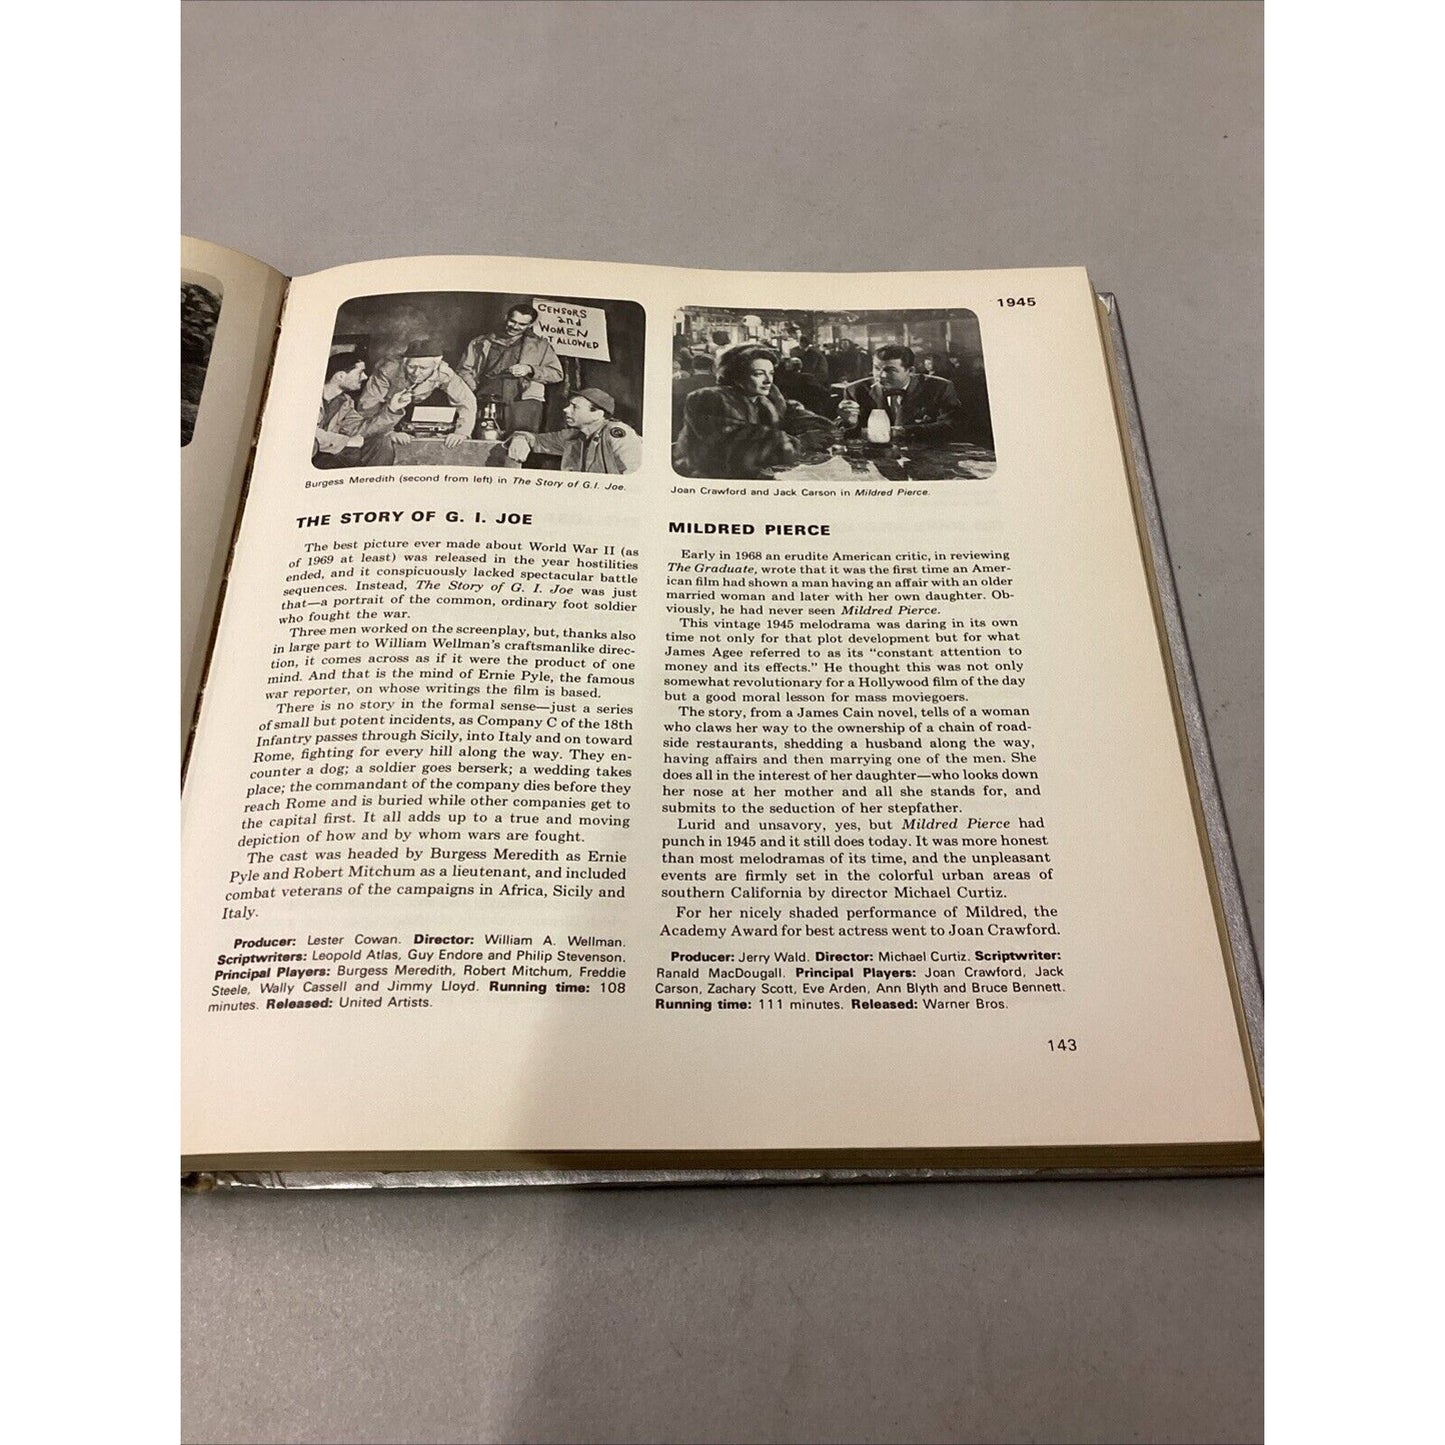 1945
CENSORS
and
WOMEN
NOT ALLOWED
Burgess Meredith (second from left) in The Story of G.I. Joe.
THE STORY OF G. I. JOE
The best picture ever made about World War II (as
of 1969 at least) was released in the year hostilities
ended, and it conspicuously lacked spectacular battle
sequences. Instead, The Story of G. I. Joe was just
that—a portrait of the common, ordinary foot soldier
who fought the war.
Three men worked on the screenplay, but, thanks also
in large part to William Wellman's craftsmanlike direc-
tion, it comes across as if it were the product of one
mind. And that is the mind of Ernie Pyle, the famous
war reporter, on whose writings the film is based.
There is no story in the formal sense—just a series
of small but potent incidents, as Company C of the 18th
Infantry passes through Sicily, into Italy and on toward
Rome, fighting for every hill along the way. They en-
counter a dog; a soldier goes berserk; a wedding takes
place; the commandant of the company dies before they
reach Rome and is buried while other companies get to
the capital first. It all adds up to a true and moving
depiction of how and by whom wars are fought.
The cast was headed by Burgess Meredith as Ernie
Pyle and Robert Mitchum as a lieutenant, and included
combat veterans of the campaigns in Africa, Sicily and
Italy.
Producer: Lester Cowan. Director: William A. Wellman.
Scriptwriters: Leopold Atlas, Guy Endore and Philip Stevenson.
Principal Players: Burgess Meredith, Robert Mitchum, Freddie
Steele, Wally Cassell and Jimmy Lloyd. Running time: 108
minutes. Released: United Artists.
Joan Crawford and Jack Carson in Mildred Pierce.
MILDRED PIERCE
Early in 1968 an erudite American critic, in reviewing
The Graduate, wrote that it was the first time an Amer-
ican film had shown a man having an affair with an older
married woman and later with her own daughter. Ob-
viously, he had never seen Mildred Pierce.
This vintage 1945 melodrama was daring in its own
time not only for that plot development but for what
James Agee referred to as its "constant attention to
money and its effects." He thought this was not only
somewhat revolutionary for a Hollywood film of the day
but a good moral lesson for mass moviegoers.
The story, from a James Cain novel, tells of a woman
who claws her way to the ownership of a chain of road-
side restaurants, shedding a husband along the way,
having affairs and then marrying one of the men. She
does all in the interest of her daughter—who looks down
her nose at her mother and all she stands for, and
submits to the seduction of her stepfather.
Lurid and unsavory, yes, but Mildred Pierce had
punch in 1945 and it still does today. It was more honest
than most melodramas of its time, and the unpleasant
events are firmly set in the colorful urban areas of
southern California by director Michael Curtiz.
For her nicely shaded performance of Mildred, the
Academy Award for best actress went to Joan Crawford.
Producer: Jerry Wald. Director: Michael Curtiz. Scriptwriter:
Ranald MacDougall. Principal Players: Joan Crawford, Jack
Carson, Zachary Scott, Eve Arden, Ann Blyth and Bruce Bennett.
Running time: 111 minutes. Released: Warner Bros.
143